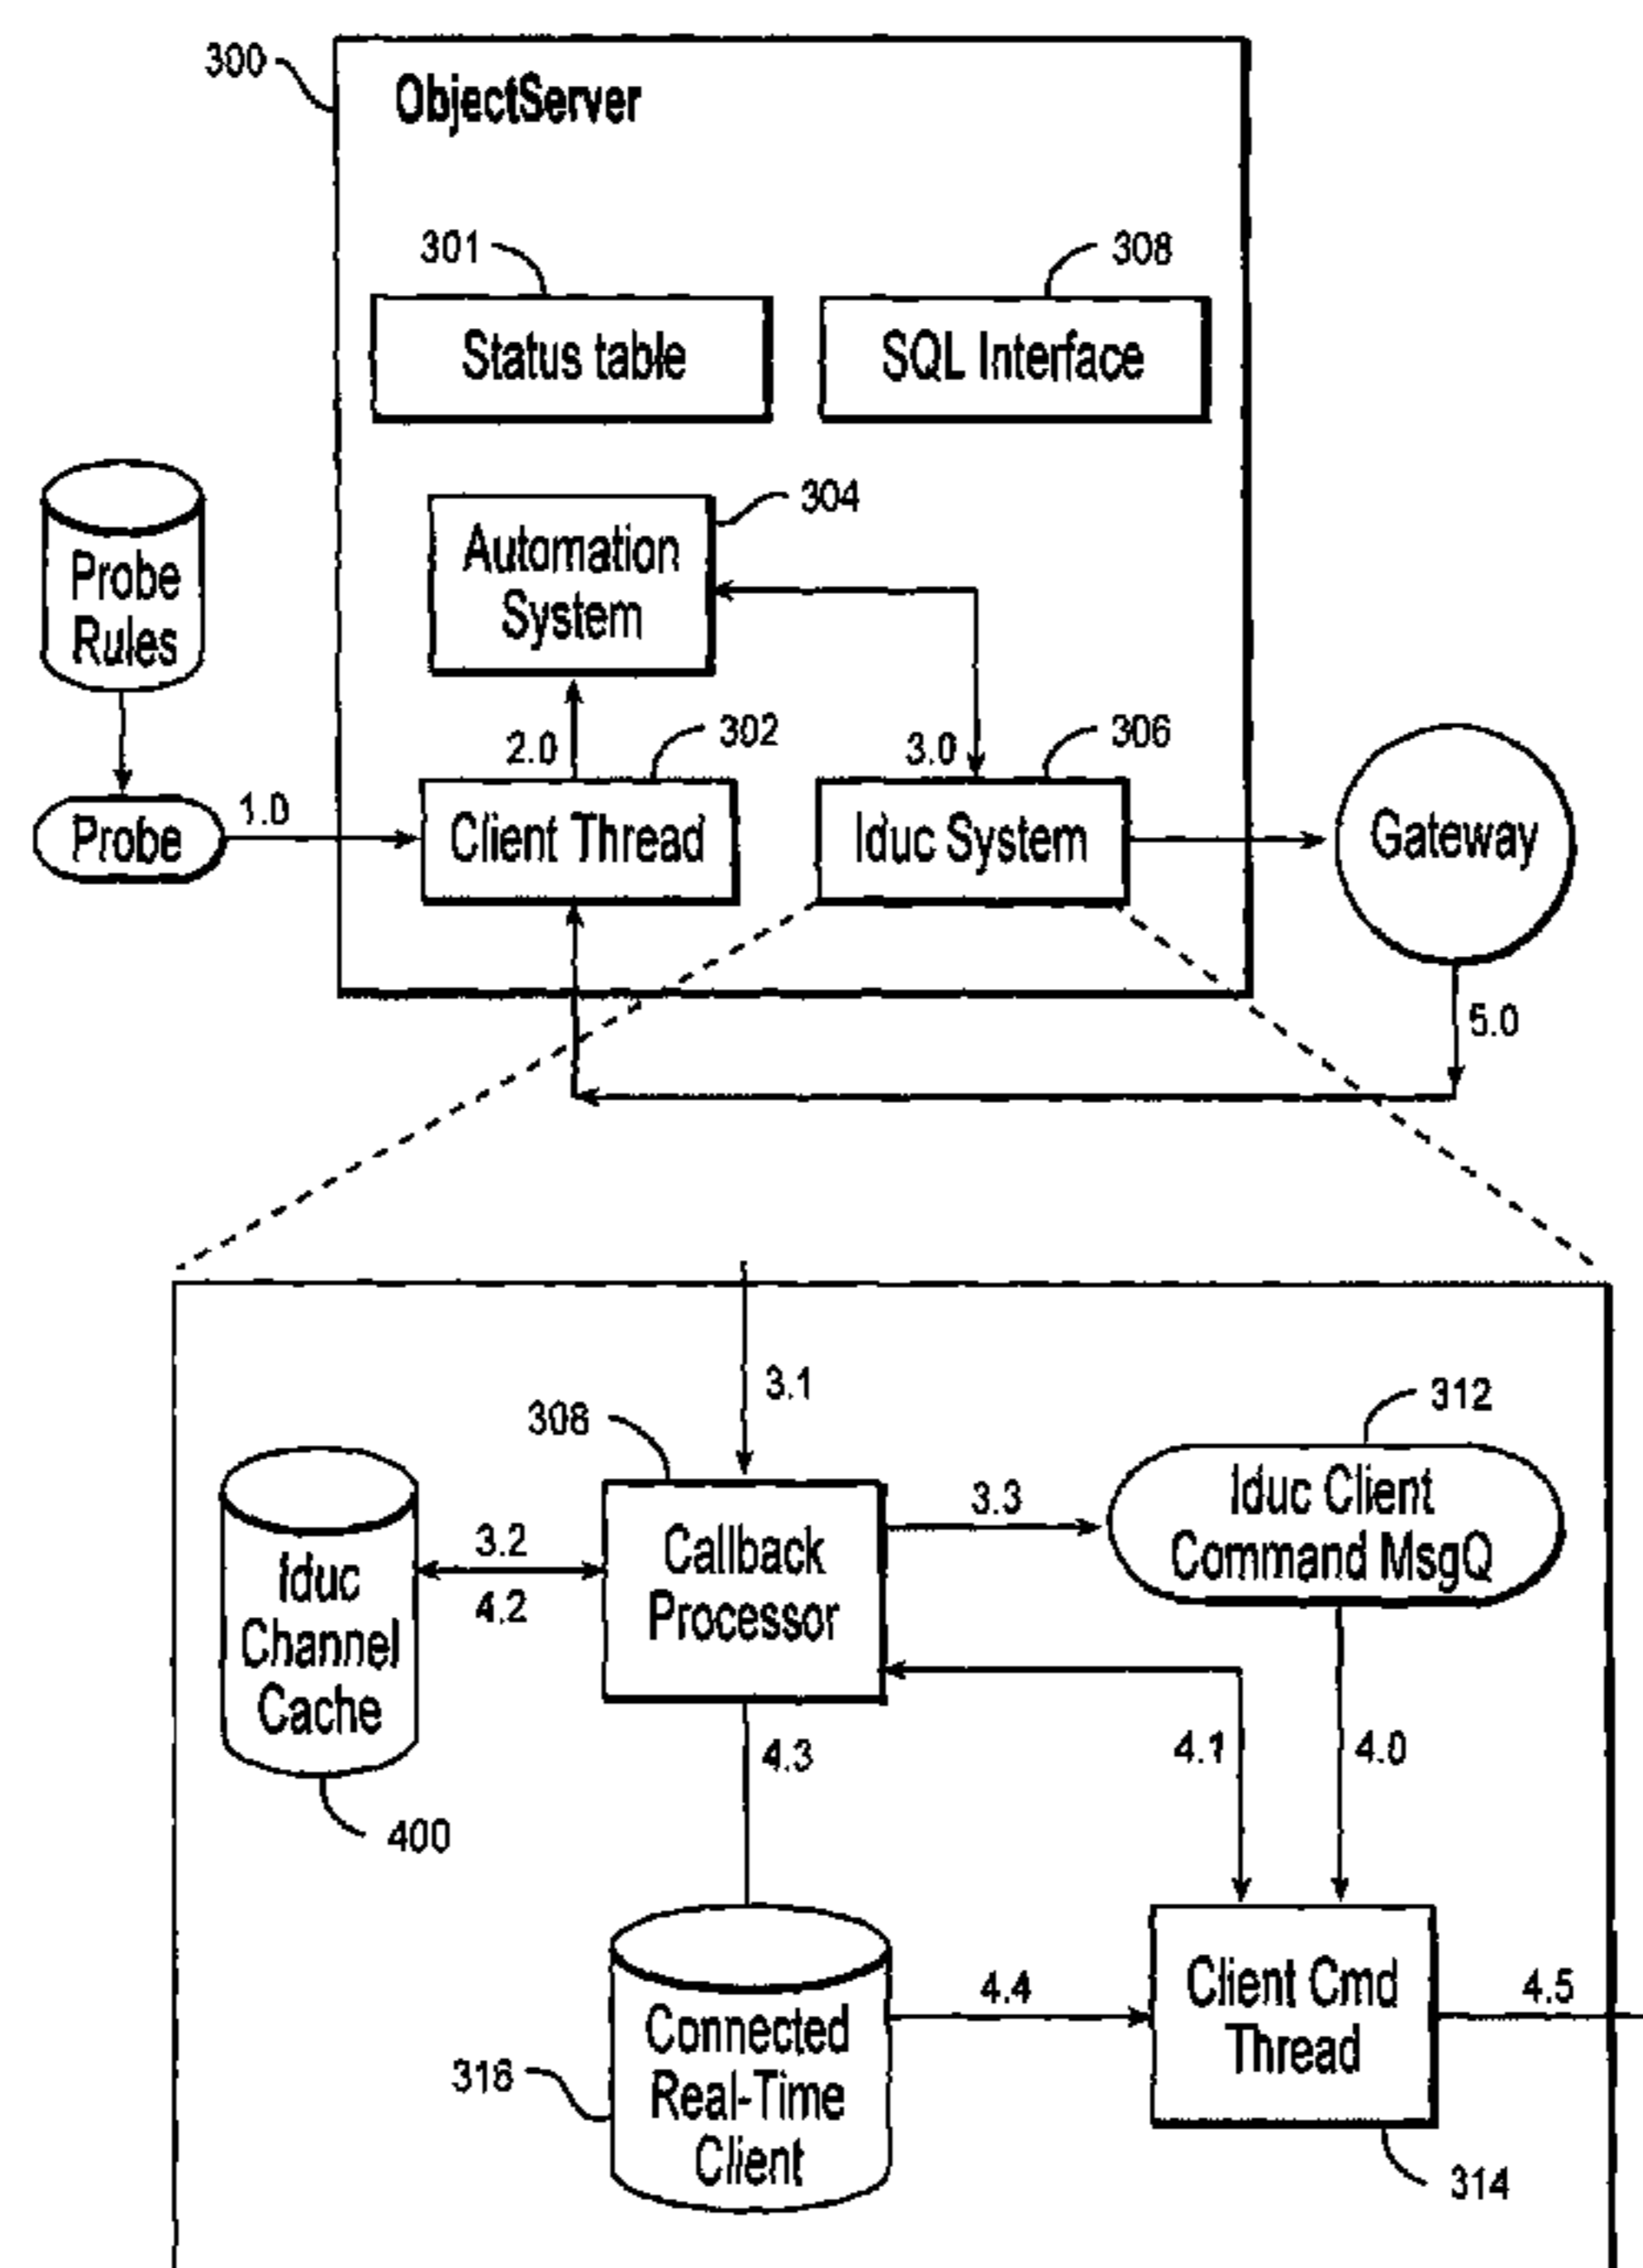 300
ObjectServer
301
308
Status table
SQL Interface
304
Automation
System
Probe
Rules
2.0
302
3.0
306
Probe
1.0
Client Thread
Iduc System
Gateway
5.0
3.1
308
312
Iduc Client
Command MsgQ
3.3
Iduc
Channel
Cache
3.2
4.2
Callback
Processor
4.3
4.1
4.0
400
Connected
Real-Time
Client
316
4.4
Client Cmd
Thread
4.5
314